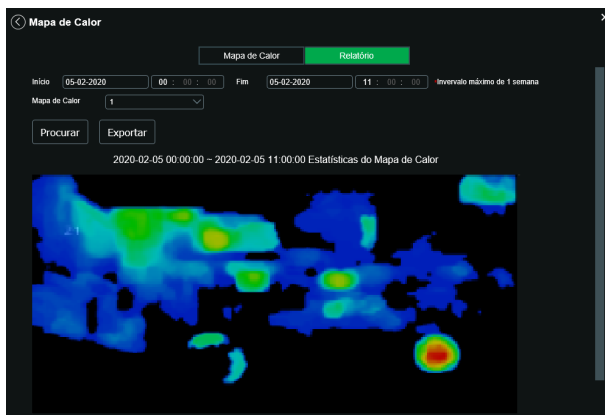 Mapa de Calor
Mapa de Calor Relatório
Início 05-02-2020 00 : 00 : 00 Fim 05-02-2020 11 : 00 : 00 *Invervalo máximo de 1 semana
Mapa de Calor 1
Procurar Exportar
2020-02-05 00:00:00 ~ 2020-02-05 11:00:00 Estatísticas do Mapa de Calor
21